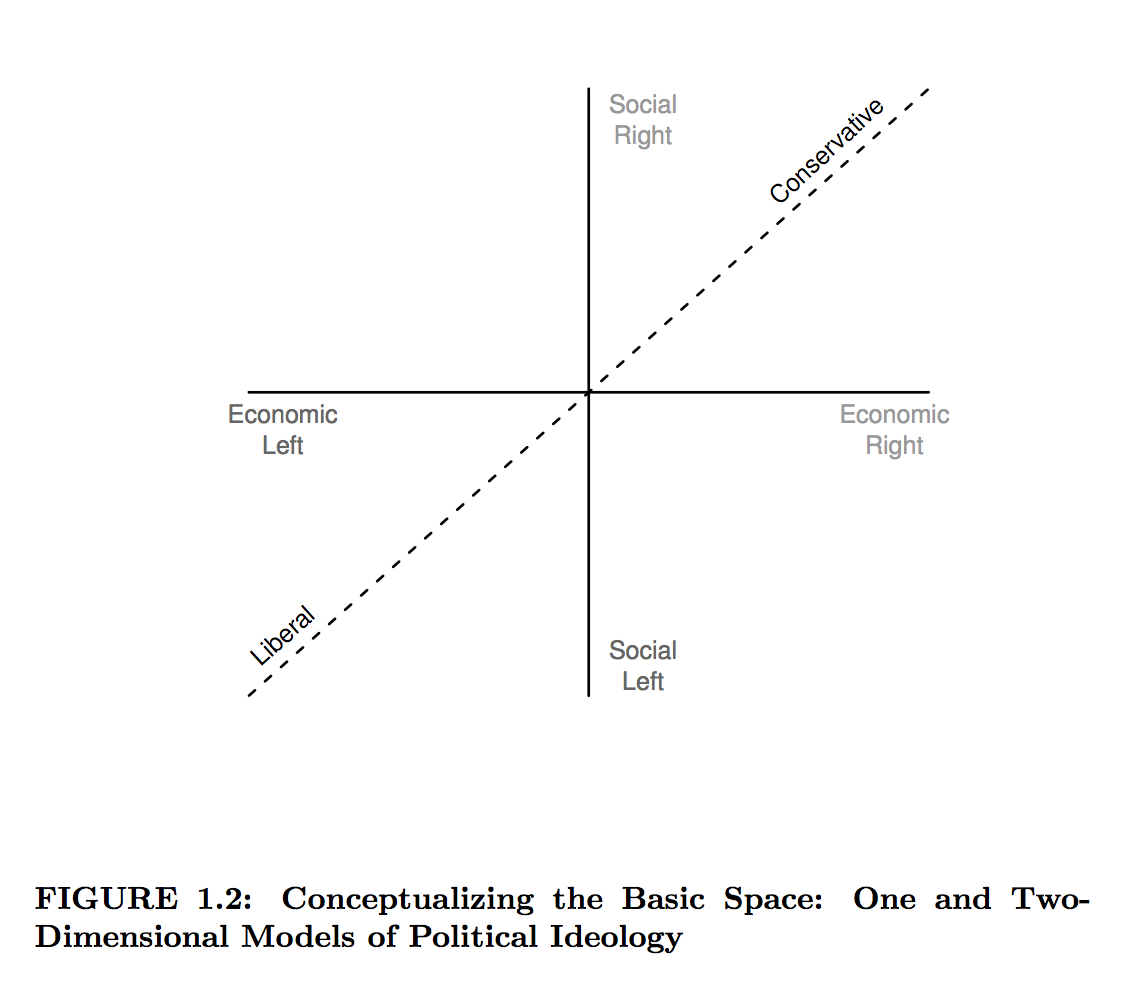 Social
Right
Conservative
Economic
Left
Economic
Right
Liberal
Social
Left
FIGURE 1.2: Conceptualizing the Basic Space: One and Two-
Dimensional Models of Political Ideology